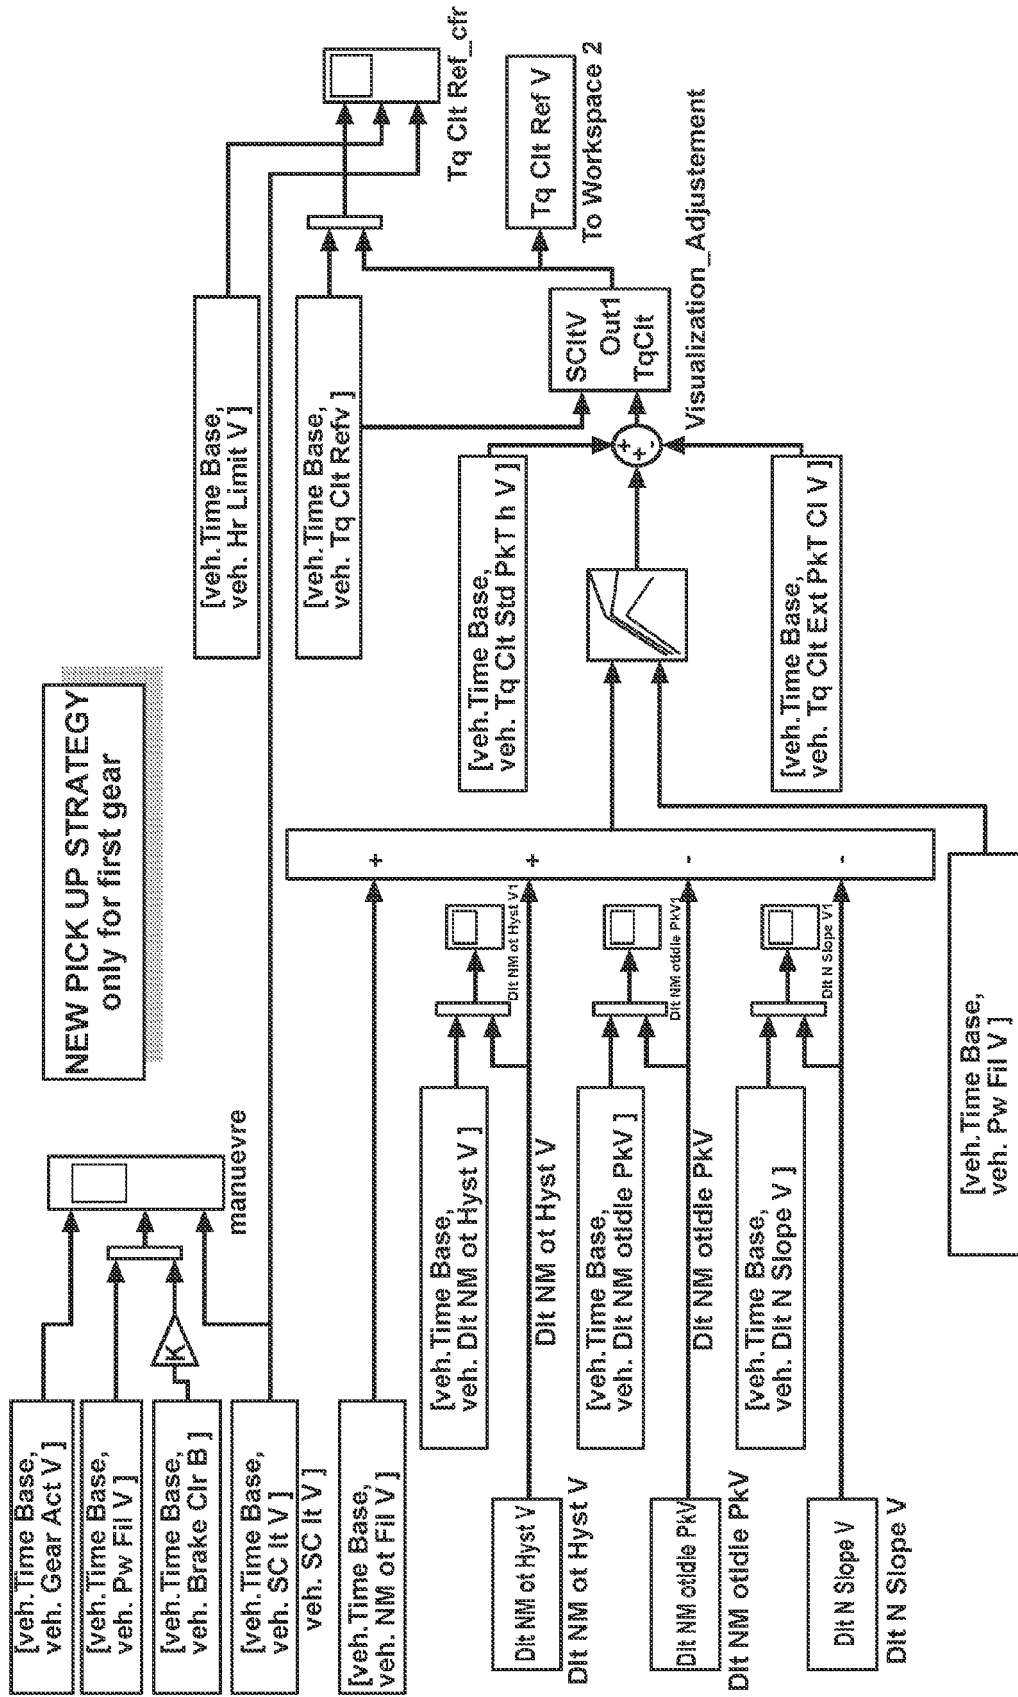 NEW PICK UP STRATEGY
only for first gear
[veh.Time Base,
veh. Gear Act V ]
[veh.Time Base,
veh. Pw Fil V ]
[veh.Time Base,
veh. Brake Clr B ]
K
manuevre
[veh.Time Base,
veh. SC lt V ]
veh. SC lt V ]
[veh.Time Base,
veh. NM ot Fil V ]
[veh.Time Base,
veh. Dlt NM ot Hyst V ]
Dlt NM ot Hyst V1
Dlt NM ot Hyst V
Dlt NM ot Hyst V
Dlt NM ot Hyst V
[veh.Time Base,
veh. Dlt NM otIdle PkV ]
Dlt NM otIdle PkV1
Dlt NM otIdle PkV
Dlt NM otIdle PkV
Dlt NM otIdle PkV
[veh.Time Base,
veh. Dlt N Slope V ]
Dlt N Slope V1
Dlt N Slope V
Dlt N Slope V
+
+
-
-
[veh.Time Base,
veh. Pw Fil V ]
[veh.Time Base,
veh. Hr Limit V ]
[veh.Time Base,
veh. Tq Clt Refv ]
[veh.Time Base,
veh. Tq Clt Std PkT h V ]
[veh.Time Base,
veh. Tq Clt Ext PkT Cl V ]
+
+
-
SCltV
Out1
TqClt
Visualization_Adjustement
Tq Clt Ref V
To Workspace 2
Tq Clt Ref_cfr